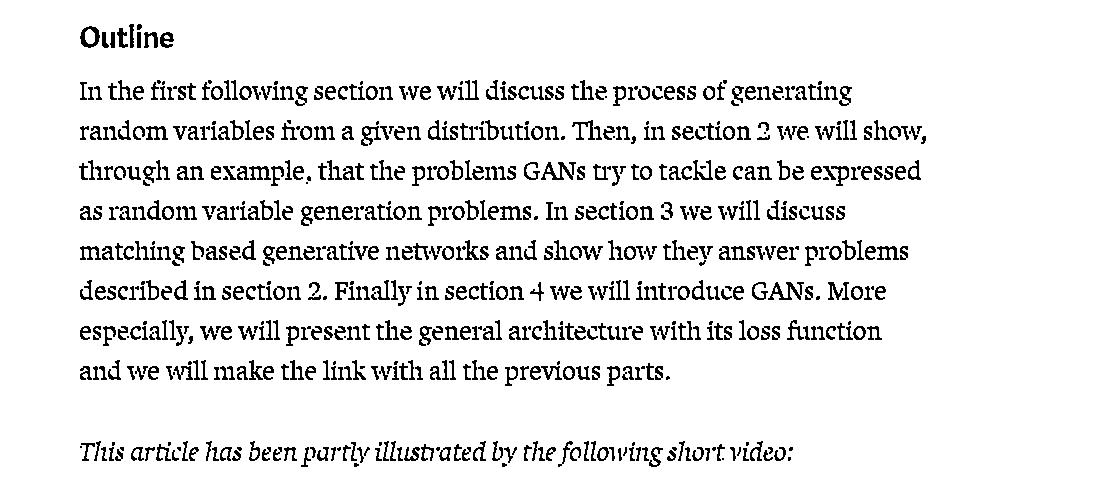 Outline
In the first following section we will discuss the process of generating
random variables from a given distribution. Then, in section 2 we will show,
through an example, that the problems GANs try to tackle can be expressed
as random variable generation problems. In section 3 we will discuss
matching based generative networks and show how they answer problems
described in section 2. Finally in section 4 we will introduce GANs. More
especially, we will present the general architecture with its loss function
and we will make the link with all the previous parts.
This article has been partly illustrated by the following short video: